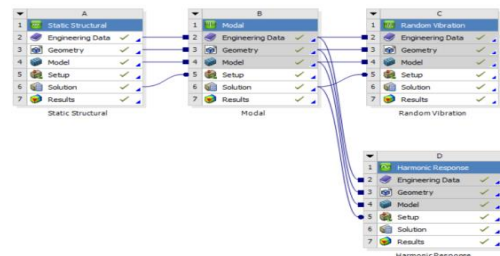 A
1 Static Structural
2 Engineering Data
3 Geometry
4 Model
5 Setup
6 Solution
7 Results
Static Structural
B
1 Modal
2 Engineering Data
3 Geometry
4 Model
5 Setup
6 Solution
7 Results
Modal
C
1 Random Vibration
2 Engineering Data
3 Geometry
4 Model
5 Setup
6 Solution
7 Results
Random Vibration
D
1 Harmonic Response
2 Engineering Data
3 Geometry
4 Model
5 Setup
6 Solution
7 Results
Harmonic Response